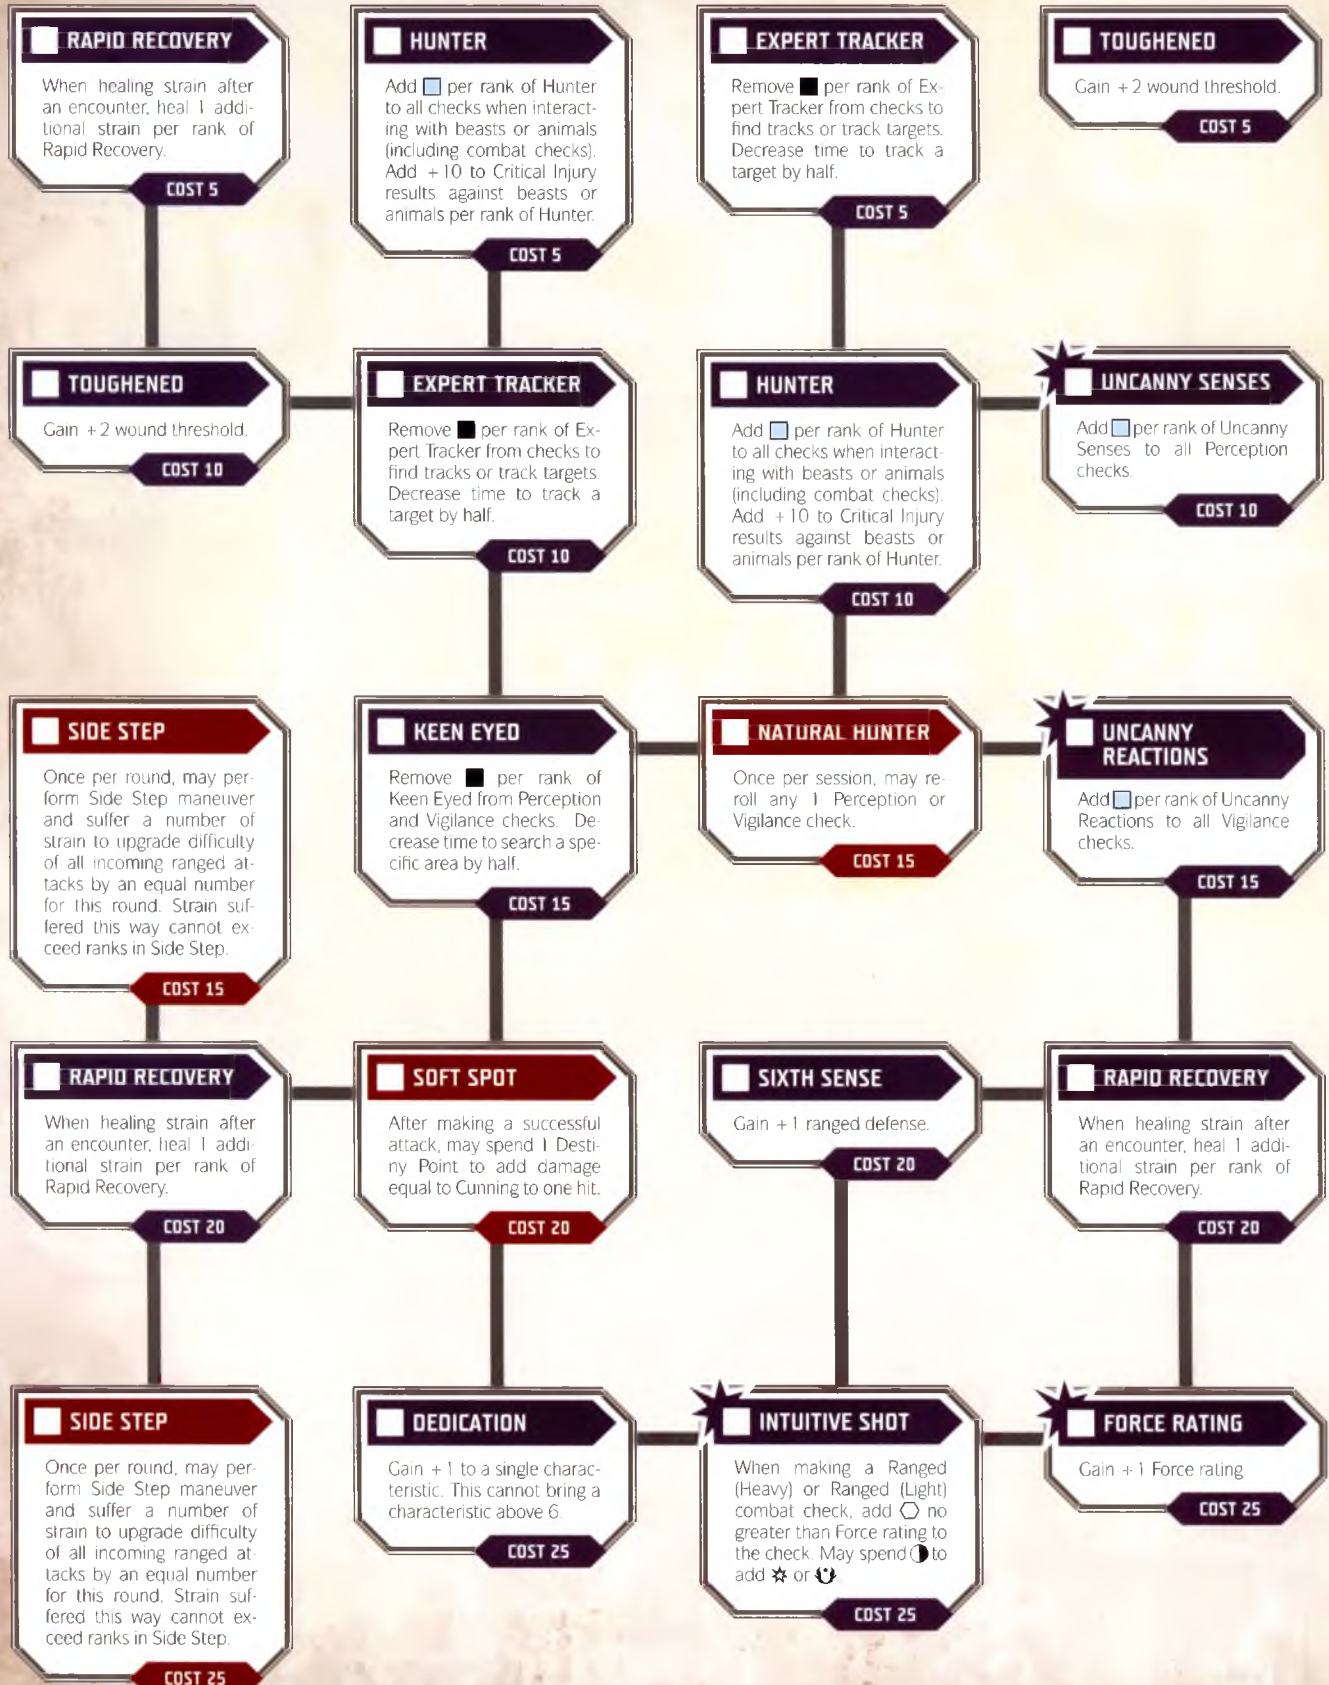 RAPID RECOVERY
When healing strain after
an encounter, heal 1 addi-
tional strain per rank of
Rapid Recovery.
COST 5
HUNTER
Add per rank of Hunter
to all checks when interact-
ing with beasts or animals
(including combat checks).
Add +10 to Critical Injury
results against beasts or
animals per rank of Hunter.
COST 5
EXPERT TRACKER
Remove per rank of Ex-
pert Tracker from checks to
find tracks or track targets.
Decrease time to track a
target by half.
COST 5
TOUGHENED
Gain +2 wound threshold.
COST 5
TOUGHENED
Gain +2 wound threshold.
COST 10
EXPERT TRACKER
Remove per rank of Ex-
pert Tracker from checks to
find tracks or track targets.
Decrease time to track a
target by half.
COST 10
HUNTER
Add per rank of Hunter
to all checks when interact-
ing with beasts or animals
(including combat checks).
Add +10 to Critical Injury
results against beasts or
animals per rank of Hunter.
COST 10
UNCANNY SENSES
Add per rank of Uncanny
Senses to all Perception
checks.
COST 10
SIDE STEP
Once per round, may per-
form Side Step maneuver
and suffer a number of
strain to upgrade difficulty
of all incoming ranged at-
tacks by an equal number
for this round. Strain suf-
fered this way cannot ex-
ceed ranks in Side Step.
COST 15
KEEN EYED
Remove per rank of
Keen Eyed from Perception
and Vigilance checks. De-
crease time to search a spe-
cific area by half.
COST 15
NATURAL HUNTER
Once per session, may re-
roll any 1 Perception or
Vigilance check.
COST 15
UNCANNY
REACTIONS
Add per rank of Uncanny
Reactions to all Vigilance
checks.
COST 15
RAPID RECOVERY
When healing strain after
an encounter, heal 1 addi-
tional strain per rank of
Rapid Recovery.
COST 20
SOFT SPOT
After making a successful
attack, may spend 1 Desti-
ny Point to add damage
equal to Cunning to one hit.
COST 20
SIXTH SENSE
Gain +1 ranged defense.
COST 20
RAPID RECOVERY
When healing strain after
an encounter, heal 1 addi-
tional strain per rank of
Rapid Recovery.
COST 20
SIDE STEP
Once per round, may per-
form Side Step maneuver
and suffer a number of
strain to upgrade difficulty
of all incoming ranged at-
tacks by an equal number
for this round. Strain suf-
fered this way cannot ex-
ceed ranks in Side Step.
COST 25
DEDICATION
Gain +1 to a single charac-
teristic. This cannot bring a
characteristic above 6.
COST 25
INTUITIVE SHOT
When making a Ranged
(Heavy) or Ranged (Light)
combat check, add no
greater than Force rating to
the check. May spend to
add or
COST 25
FORCE RATING
Gain +1 Force rating
COST 25